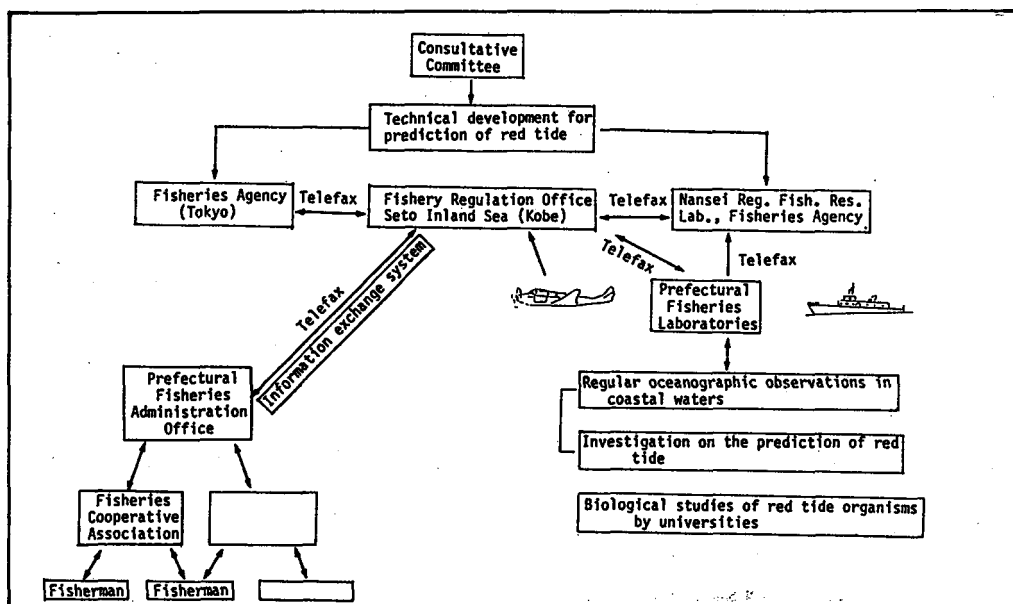 Consultative
Committee
Technical development for
prediction of red tide
Fisheries Agency
(Tokyo)
Telefax
Fishery Regulation Office
Seto Inland Sea (Kobe)
Telefax
Nansei Reg. Fish. Res.
Lab., Fisheries Agency
Telefax
Telefax
Telefax
Information exchange system
Prefectural
Fisheries
Laboratories
Prefectural
Fisheries
Administration
Office
Regular oceanographic observations in
coastal waters
Investigation on the prediction of red
tide
Biological studies of red tide organisms
by universities
Fisheries
Cooperative
Association
Fisherman
Fisherman